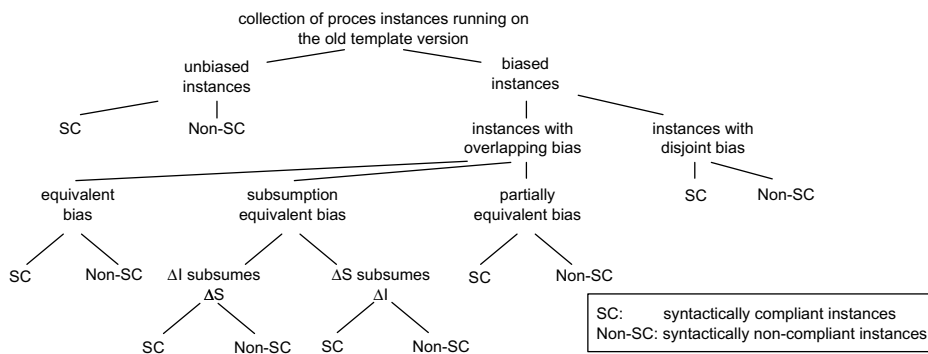 collection of proces instances running on
the old template version
unbiased
instances
biased
instances
SC
Non-SC
instances with
overlapping bias
instances with
disjoint bias
equivalent
bias
subsumption
equivalent bias
partially
equivalent bias
SC
Non-SC
SC
Non-SC
ΔI subsumes
ΔS
ΔS subsumes
ΔI
SC
Non-SC
SC
Non-SC
SC
Non-SC
SC: syntactically compliant instances
Non-SC: syntactically non-compliant instances